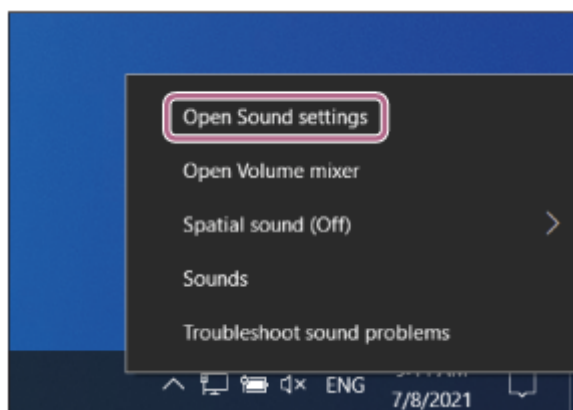 Open Sound settings
Open Volume mixer
Spatial sound (Off)
Sounds
Troubleshoot sound problems
ENG
7/8/2021